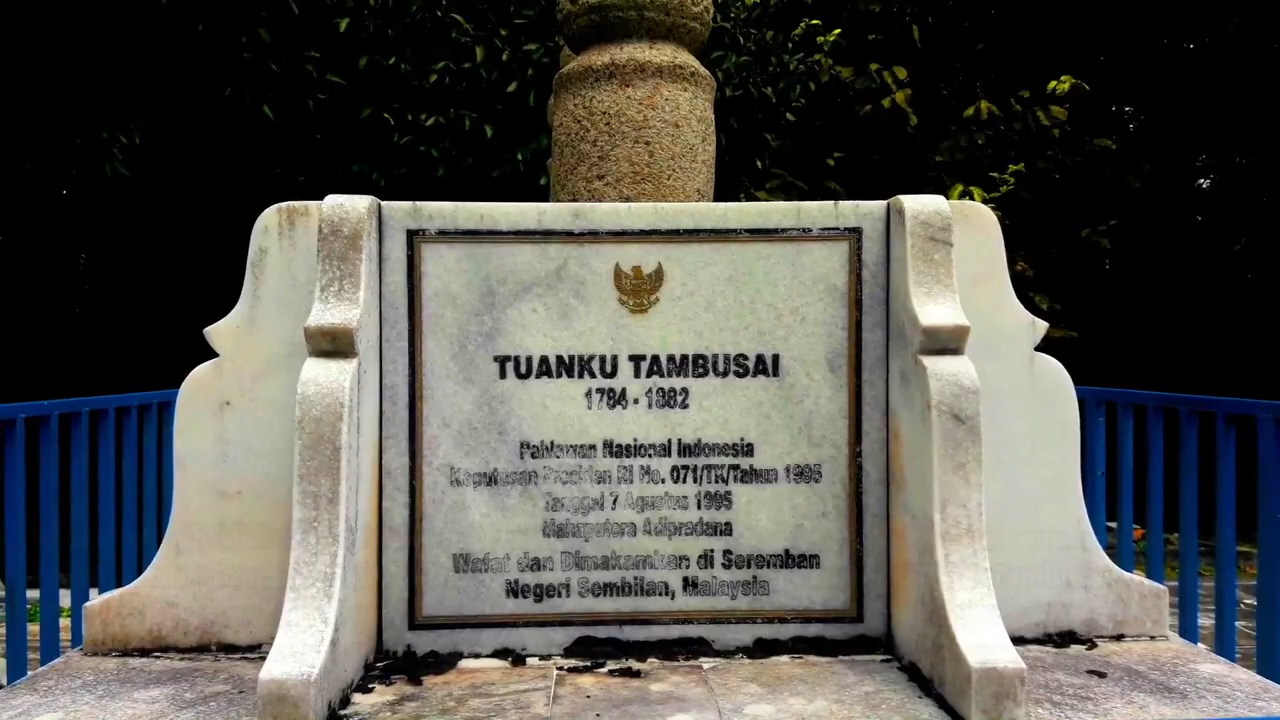 TUANKU TAMBUSAI
1784 - 1882
Pahlawan Nasional Indonesia
Keputusan Presiden RI No. 071/TK/Tahun 1995
Tanggal 7 Agustus 1995
Mahaputera Adipradana
Wafat dan Dimakamkan di Seremban
Negeri Sembilan, Malaysia